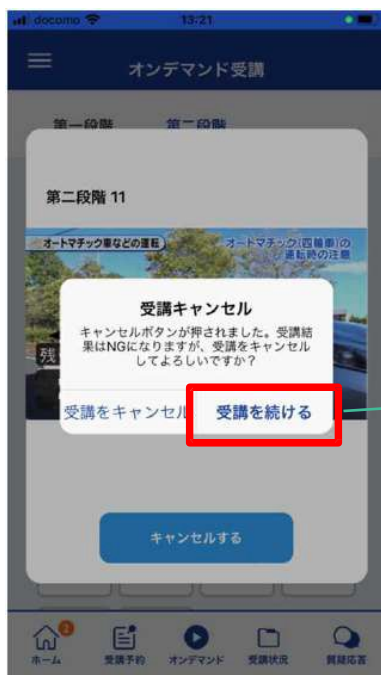 docomo 13:21
オンデマンド受講
第一段階 第二段階
第二段階 11
オートマチック車などの運転 オートマチック(四輪車)の
運転時の注意
受講キャンセル
キャンセルボタンが押されました。受講結
果はNGになりますが、受講をキャンセル
してよろしいですか？
残
受講をキャンセル 受講を続ける
キャンセルする
2
ホーム 受講予約 オンデマンド 受講状況 質疑応答